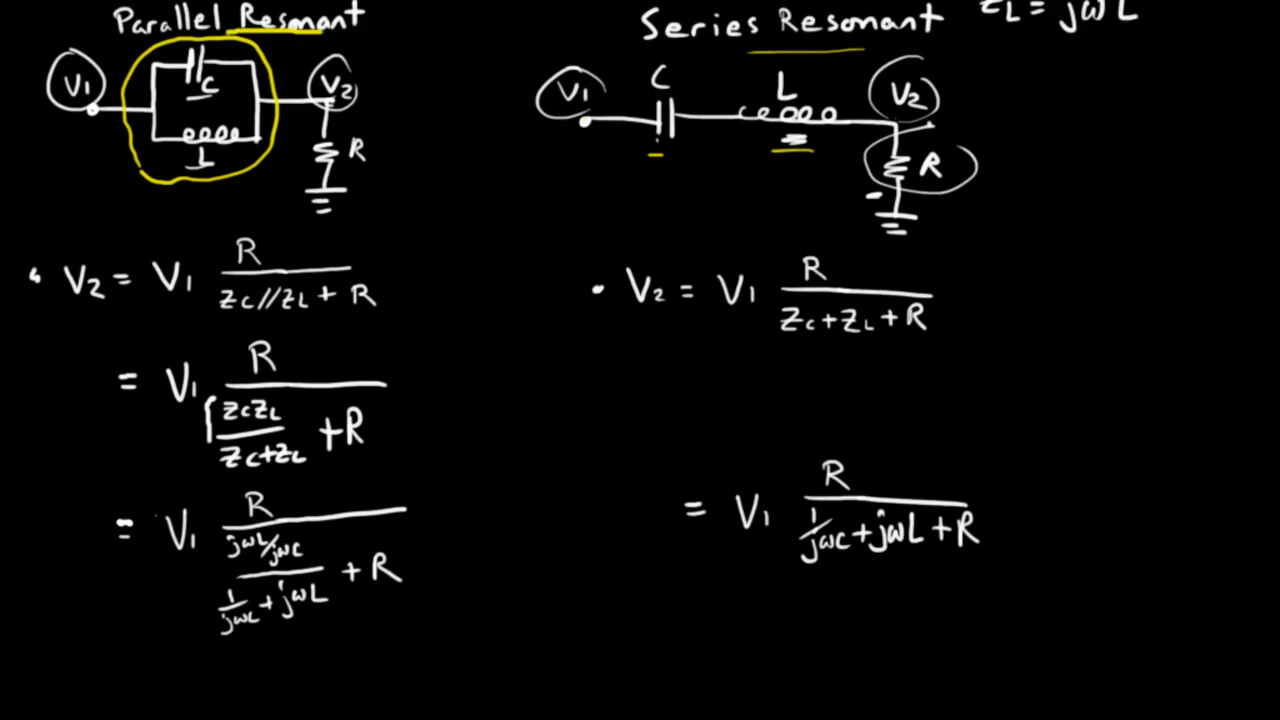 Parallel Resonant
V1 C L V2 R
V2 = V1 R / (ZC//ZL + R)
= V1 R / (ZCZL / (ZC+ZL) + R)
= V1 R / ((jωL/jωC) / (1/jωC + jωL) + R)
Series Resonant
ZL = jωL
V1 C L V2 R
V2 = V1 R / (ZC+ZL+R)
= V1 R / (1/jωC + jωL + R)